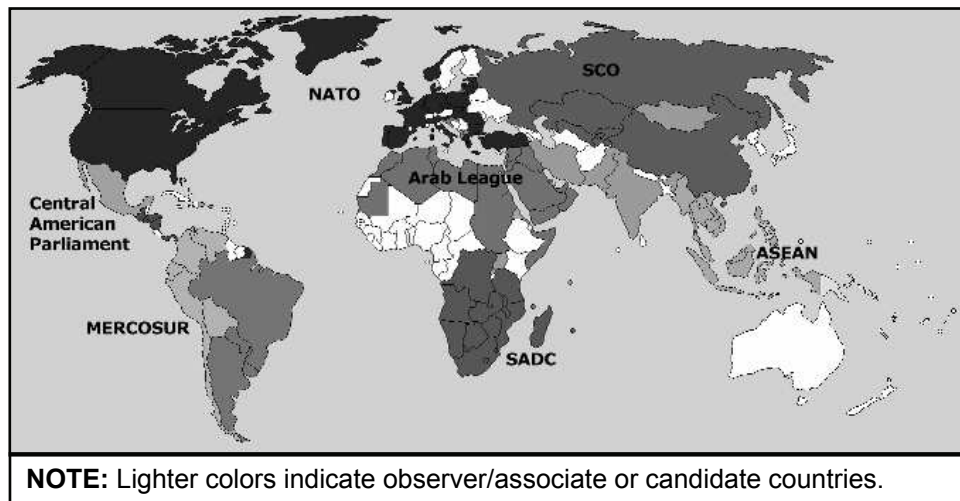 SCO
NATO
Arab League
Central
American
Parliament
ASEAN
MERCOSUR
SADC
NOTE: Lighter colors indicate observer/associate or candidate countries.